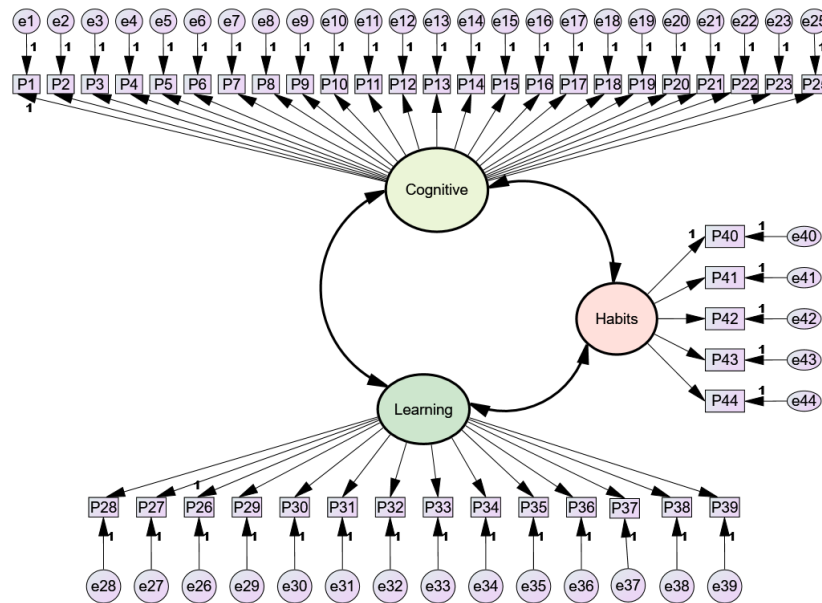 e1 e2 e3 e4 e5 e6 e7 e8 e9 e10 e11 e12 e13 e14 e15 e16 e17 e18 e19 e20 e21 e22 e23 e25
1 1 1 1 1 1 1 1 1 1 1 1 1 1 1 1 1 1 1 1 1 1 1 1
P1 P2 P3 P4 P5 P6 P7 P8 P9 P10 P11 P12 P13 P14 P15 P16 P17 P18 P19 P20 P21 P22 P23 P25
1
Cognitive
1 P40 1 e40
P41 1 e41
Habits P42 1 e42
P43 1 e43
P44 1 e44
Learning
1
P28 P27 P26 P29 P30 P31 P32 P33 P34 P35 P36 P37 P38 P39
1 1 1 1 1 1 1 1 1 1 1 1 1 1
e28 e27 e26 e29 e30 e31 e32 e33 e34 e35 e36 e37 e38 e39